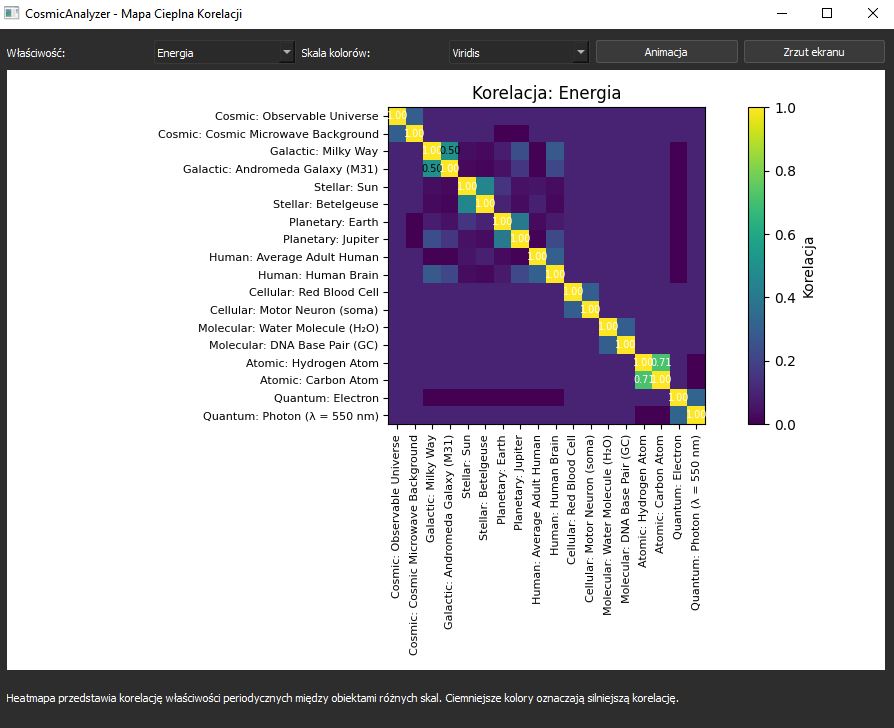 CosmicAnalyzer - Mapa Cieplna Korelacji
Właściwość: Energia Skala kolorów: Viridis Animacja Zrzut ekranu
Korelacja: Energia
Cosmic: Observable Universe 1.00
Cosmic: Cosmic Microwave Background 1.00
Galactic: Milky Way 1.00 0.50
Galactic: Andromeda Galaxy (M31) 0.50 1.00
Stellar: Sun 1.00
Stellar: Betelgeuse 1.00
Planetary: Earth 1.00
Planetary: Jupiter 1.00
Human: Average Adult Human 1.00
Human: Human Brain 1.00
Cellular: Red Blood Cell 1.00
Cellular: Motor Neuron (soma) 1.00
Molecular: Water Molecule (H₂O) 1.00
Molecular: DNA Base Pair (GC) 1.00
Atomic: Hydrogen Atom 1.00 0.71
Atomic: Carbon Atom 0.71 1.00
Quantum: Electron 1.00
Quantum: Photon (λ = 550 nm) 1.00
Cosmic: Observable Universe
Cosmic: Cosmic Microwave Background
Galactic: Milky Way
Galactic: Andromeda Galaxy (M31)
Stellar: Sun
Stellar: Betelgeuse
Planetary: Earth
Planetary: Jupiter
Human: Average Adult Human
Human: Human Brain
Cellular: Red Blood Cell
Cellular: Motor Neuron (soma)
Molecular: Water Molecule (H₂O)
Molecular: DNA Base Pair (GC)
Atomic: Hydrogen Atom
Atomic: Carbon Atom
Quantum: Electron
Quantum: Photon (λ = 550 nm)
1.0
0.8
0.6
0.4
0.2
0.0
Korelacja
Heatmapa przedstawia korelację właściwości periodycznych między obiektami różnych skal. Ciemniejsze kolory oznaczają silniejszą korelację.